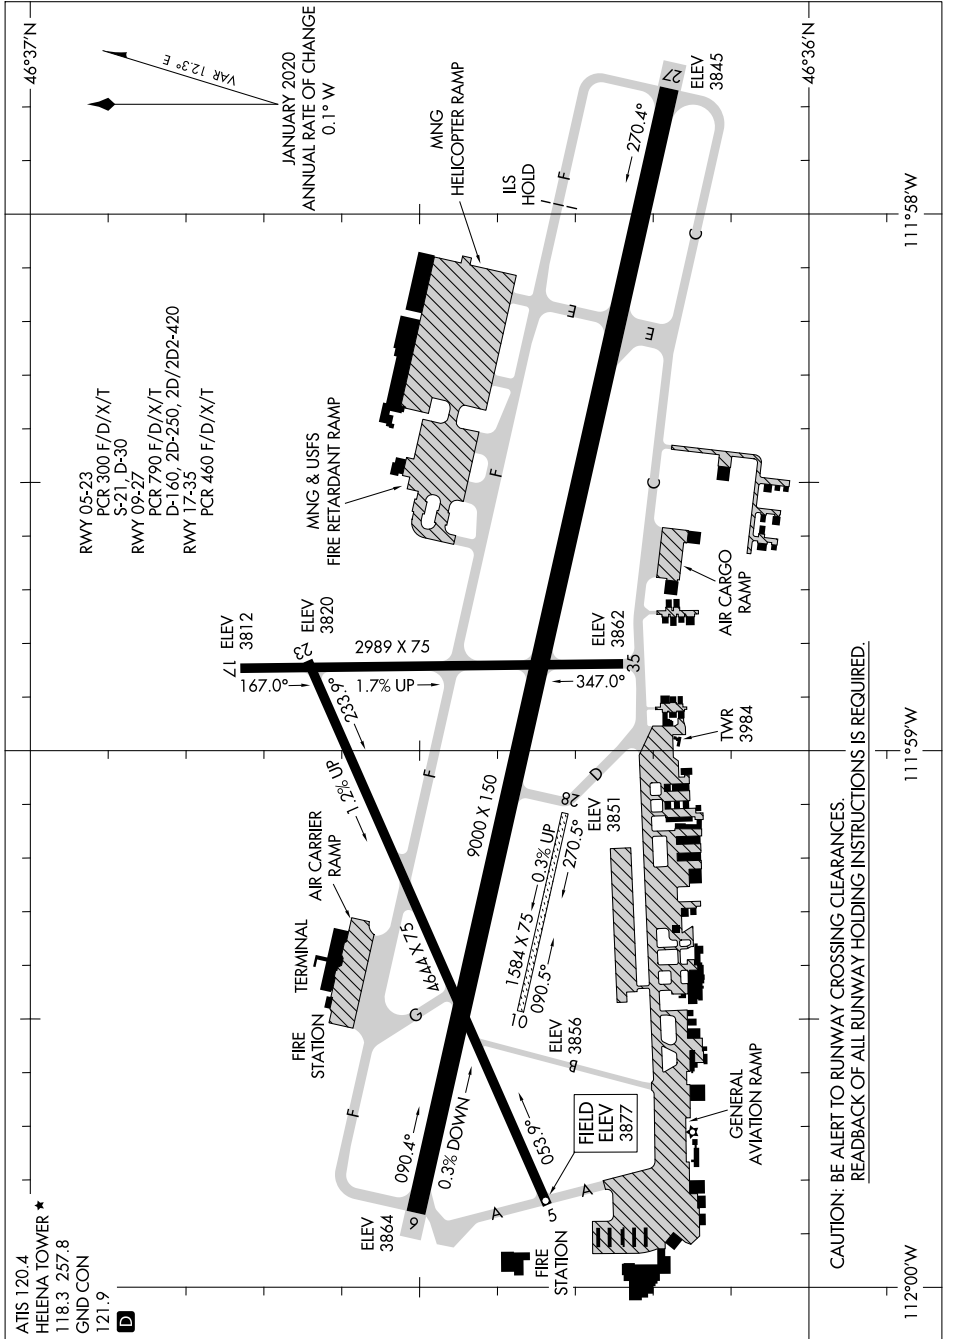 ATIS 120.4
HELENA TOWER ★
118.3 257.8
GND CON
121.9
D
RWY 05-23
PCR 300 F/D/X/T
S-21, D-30
RWY 09-27
PCR 790 F/D/X/T
D-160, 2D-250, 2D/2D2-420
RWY 17-35
PCR 460 F/D/X/T
JANUARY 2020
ANNUAL RATE OF CHANGE
0.1° W
VAR 12.3° E
46°37'N
46°36'N
112°00'W
111°59'W
111°58'W
FIRE
STATION
TERMINAL
AIR CARRIER
RAMP
ELEV
3812
17
ELEV
3820
23
MNG & USFS
FIRE RETARDANT RAMP
MNG
HELICOPTER RAMP
ILS
HOLD
F
F
F
F
G
167.0°
233.9°
1.2% UP
4644 X 75
2989 X 75
1.7% UP
347.0°
ELEV
3862
35
ELEV
3864
9
090.4°
0.3% DOWN
9000 X 150
270.4°
27
ELEV
3845
E
E
C
C
A
A
5
053.9°
FIELD
ELEV
3877
B
10
ELEV
3856
1584 X 75
090.5°
0.3% UP
270.5°
28
ELEV
3851
D
FIRE
STATION
GENERAL
AVIATION RAMP
TWR
3984
AIR CARGO
RAMP
CAUTION: BE ALERT TO RUNWAY CROSSING CLEARANCES.
READBACK OF ALL RUNWAY HOLDING INSTRUCTIONS IS REQUIRED.